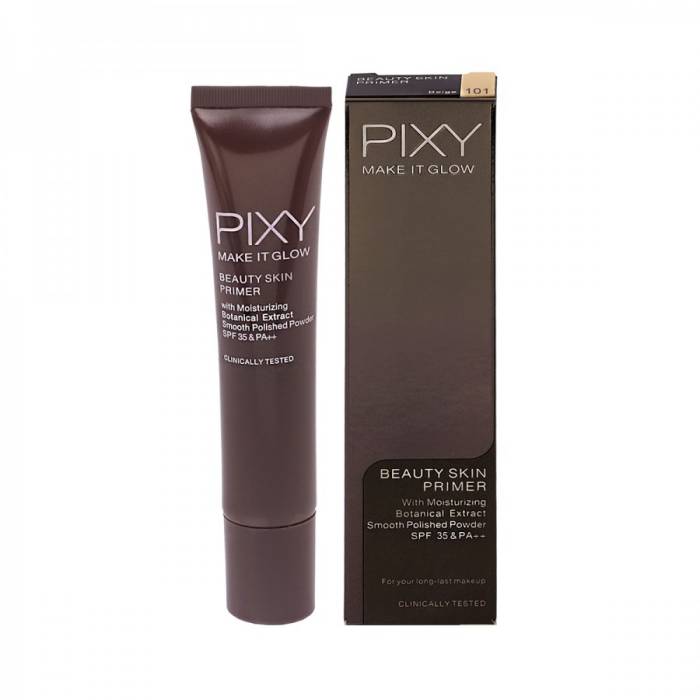 PIXY
MAKE IT GLOW
BEAUTY SKIN
PRIMER
with Moisturizing
Botanical Extract
Smooth Polished Powder
SPF 35 & PA++
CLINICALLY TESTED
BEAUTY SKIN
PRIMER
Beige 101
PIXY
MAKE IT GLOW
BEAUTY SKIN
PRIMER
With Moisturizing
Botanical Extract
Smooth Polished Powder
SPF 35 & PA++
For your long-last makeup
CLINICALLY TESTED